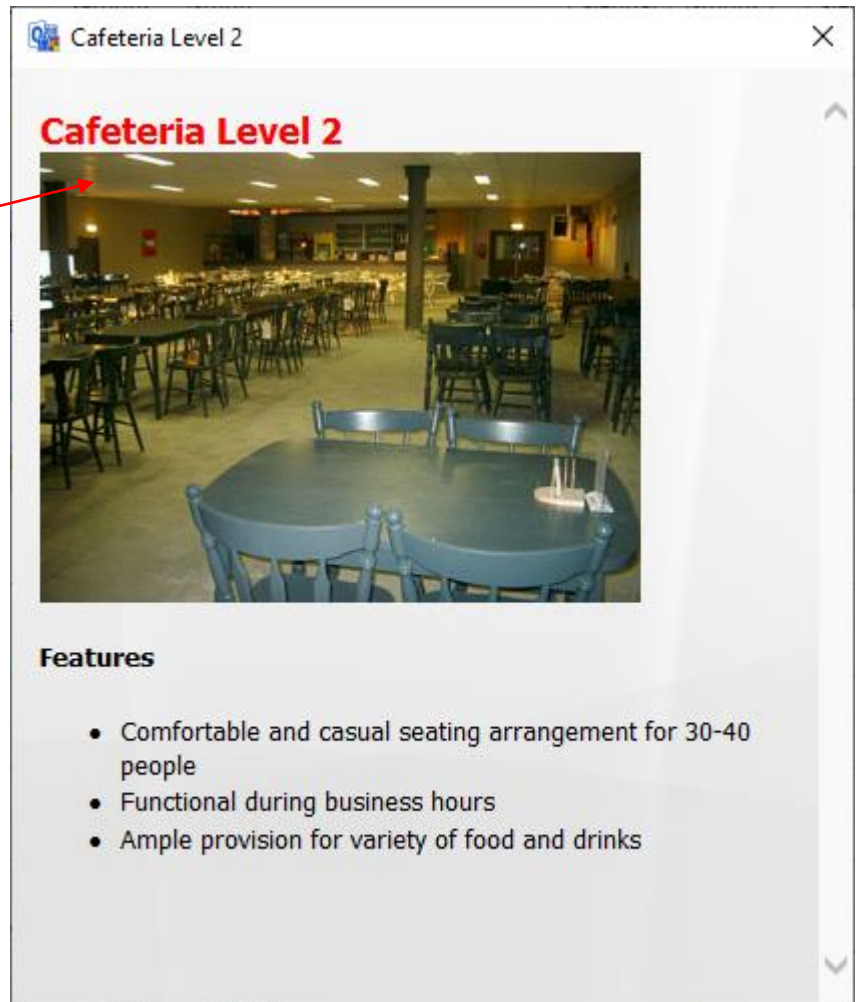 Cafeteria Level 2
Cafeteria Level 2
Features
• Comfortable and casual seating arrangement for 30-40
people
• Functional during business hours
• Ample provision for variety of food and drinks